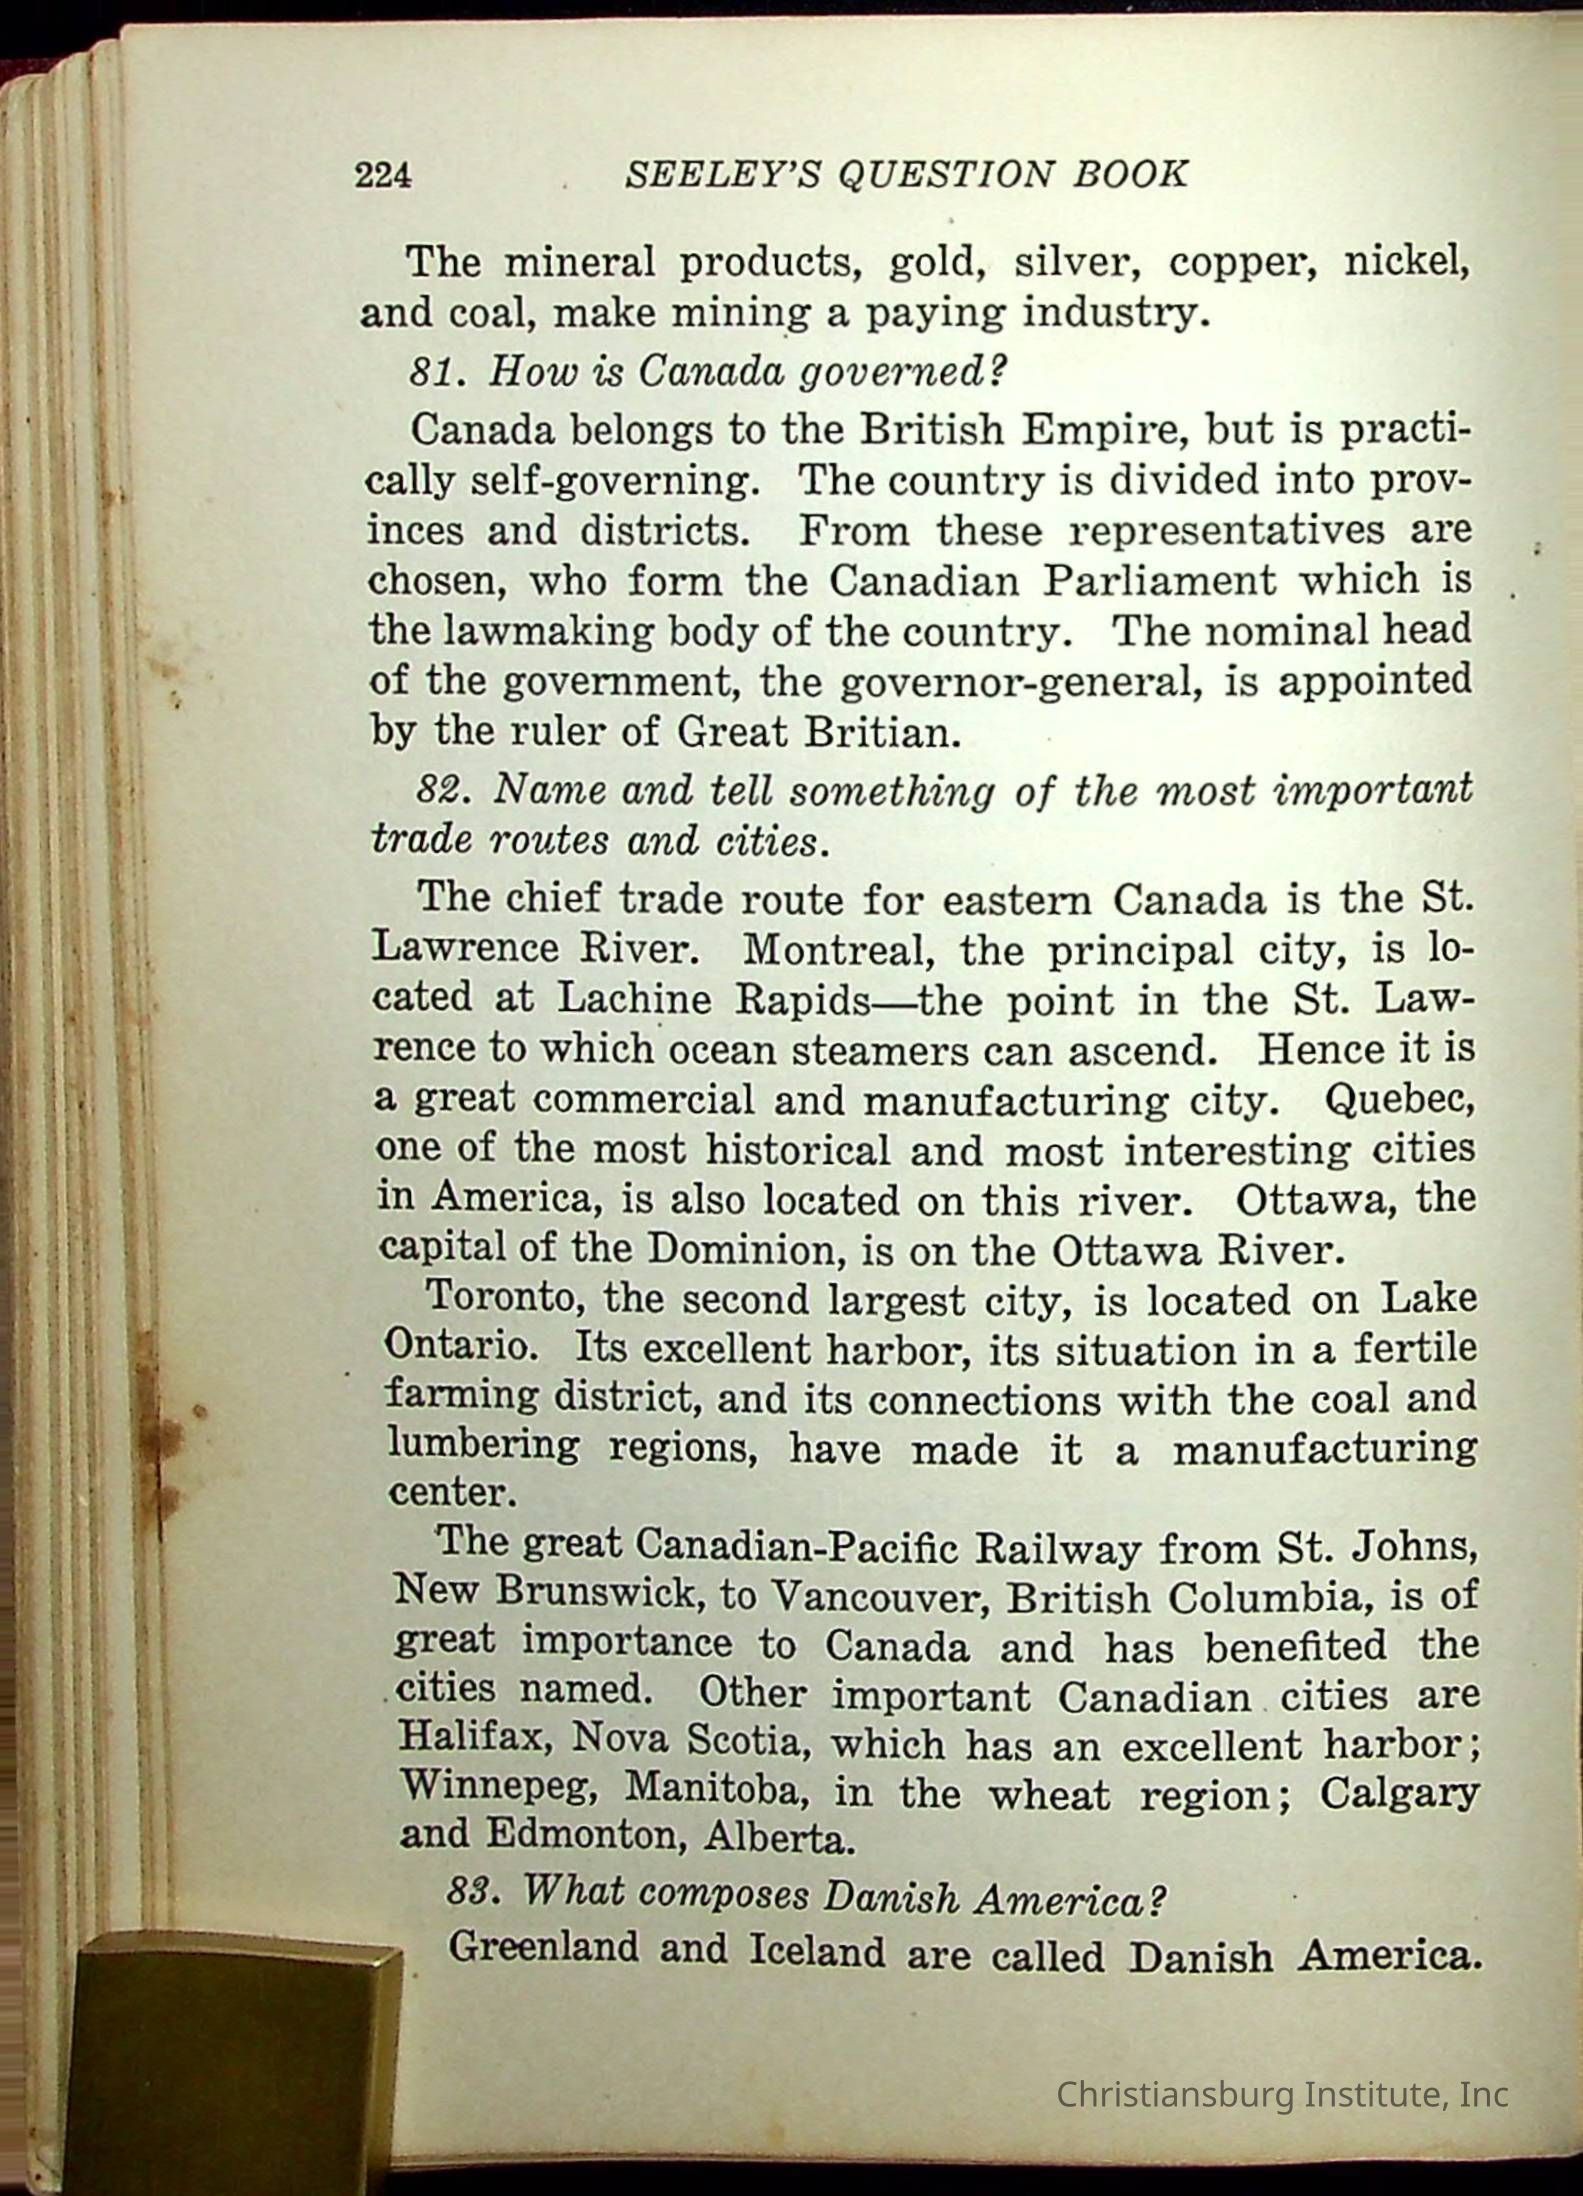 224 SEELEY'S QUESTION BOOK
The mineral products, gold, silver, copper, nickel,
and coal, make mining a paying industry.
81. How is Canada governed?
Canada belongs to the British Empire, but is practi-
cally self-governing. The country is divided into prov-
inces and districts. From these representatives are
chosen, who form the Canadian Parliament which is
the lawmaking body of the country. The nominal head
of the government, the governor-general, is appointed
by the ruler of Great Britian.
82. Name and tell something of the most important
trade routes and cities.
The chief trade route for eastern Canada is the St.
Lawrence River. Montreal, the principal city, is lo-
cated at Lachine Rapids—the point in the St. Law-
rence to which ocean steamers can ascend. Hence it is
a great commercial and manufacturing city. Quebec,
one of the most historical and most interesting cities
in America, is also located on this river. Ottawa, the
capital of the Dominion, is on the Ottawa River.
Toronto, the second largest city, is located on Lake
Ontario. Its excellent harbor, its situation in a fertile
farming district, and its connections with the coal and
lumbering regions, have made it a manufacturing
center.
The great Canadian-Pacific Railway from St. Johns,
New Brunswick, to Vancouver, British Columbia, is of
great importance to Canada and has benefited the
cities named. Other important Canadian cities are
Halifax, Nova Scotia, which has an excellent harbor;
Winnepeg, Manitoba, in the wheat region; Calgary
and Edmonton, Alberta.
83. What composes Danish America?
Greenland and Iceland are called Danish America.
Christiansburg Institute, Inc